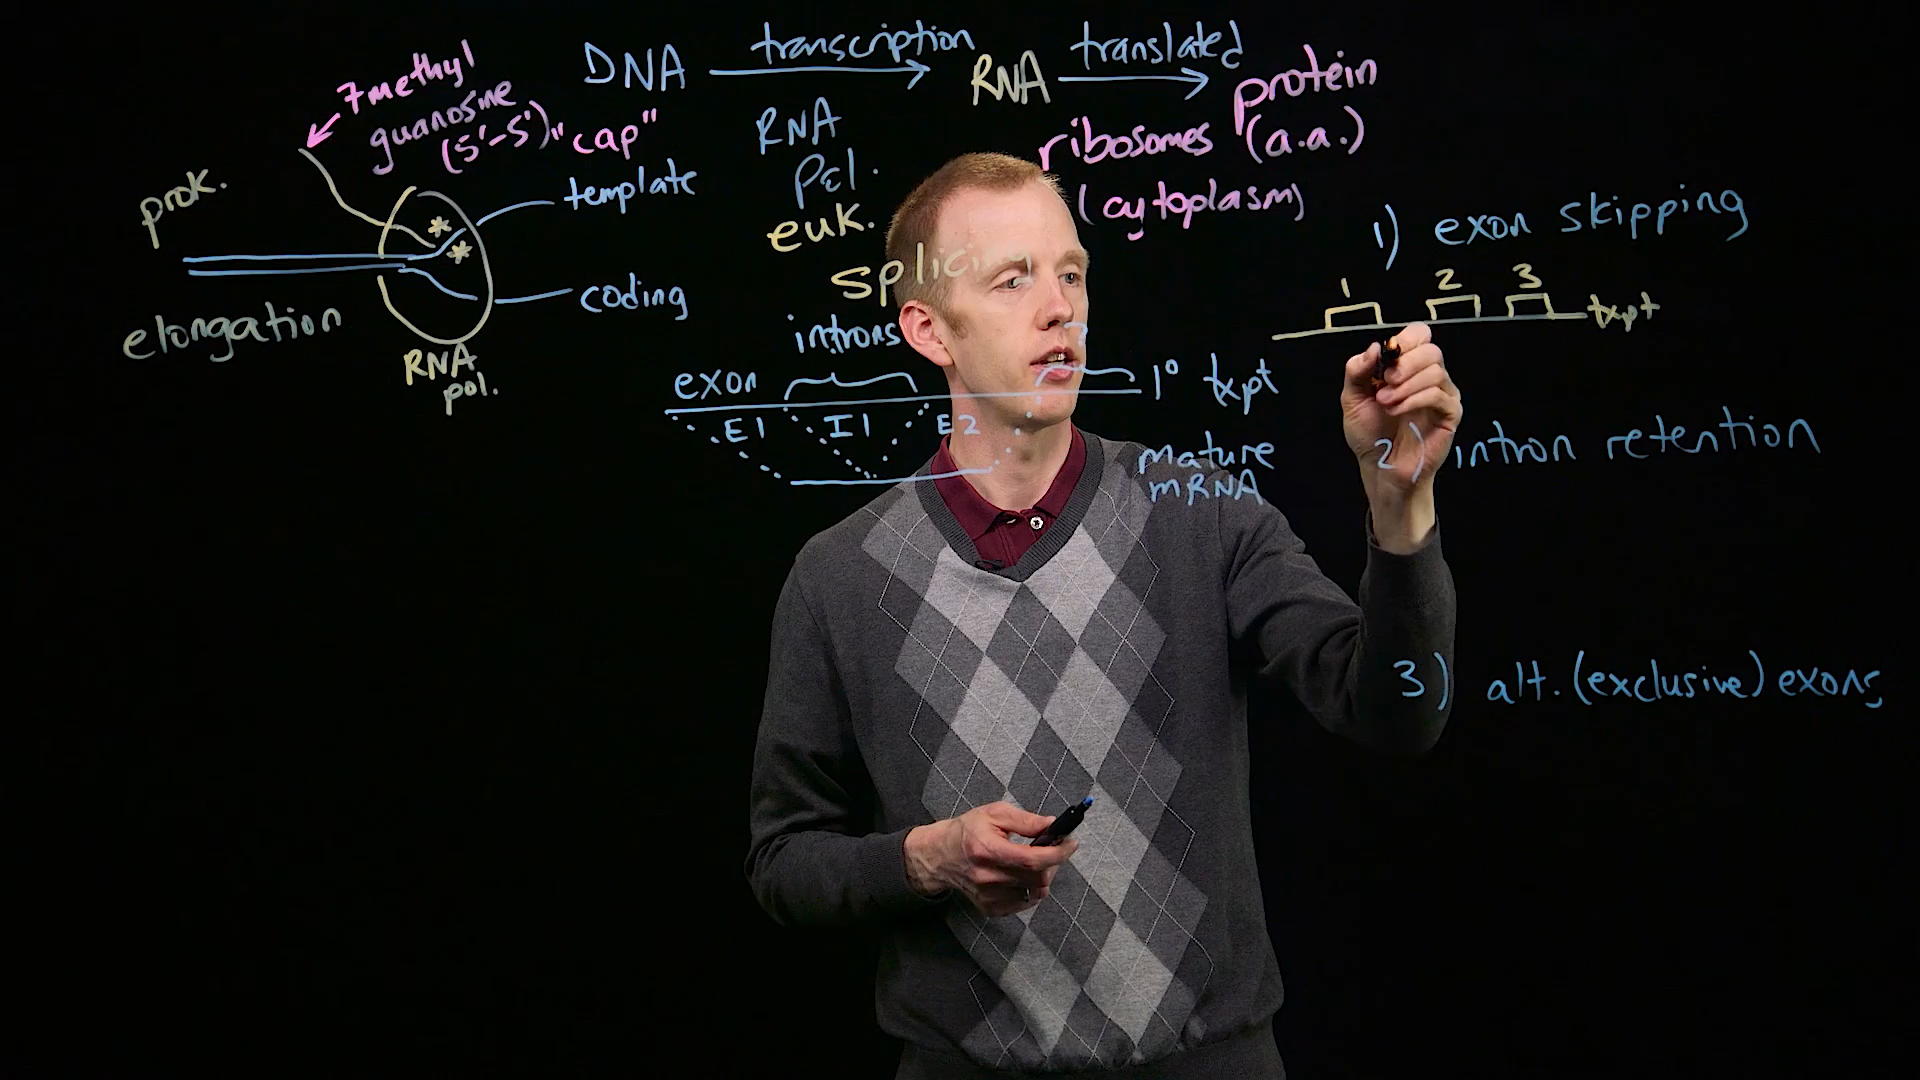 DNA transcription RNA translated protein
RNA
pol.
ribosomes (a.a.)
(cytoplasm)
7methyl
guanosine
(5'-5') "cap"
prok.
template
coding
elongation
RNA
pol.
euk.
splicing
introns
exon
1° txpt
E1 I1 E2
mature
mRNA
1) exon skipping
1 2 3
txpt
2) intron retention
3) alt. (exclusive) exons